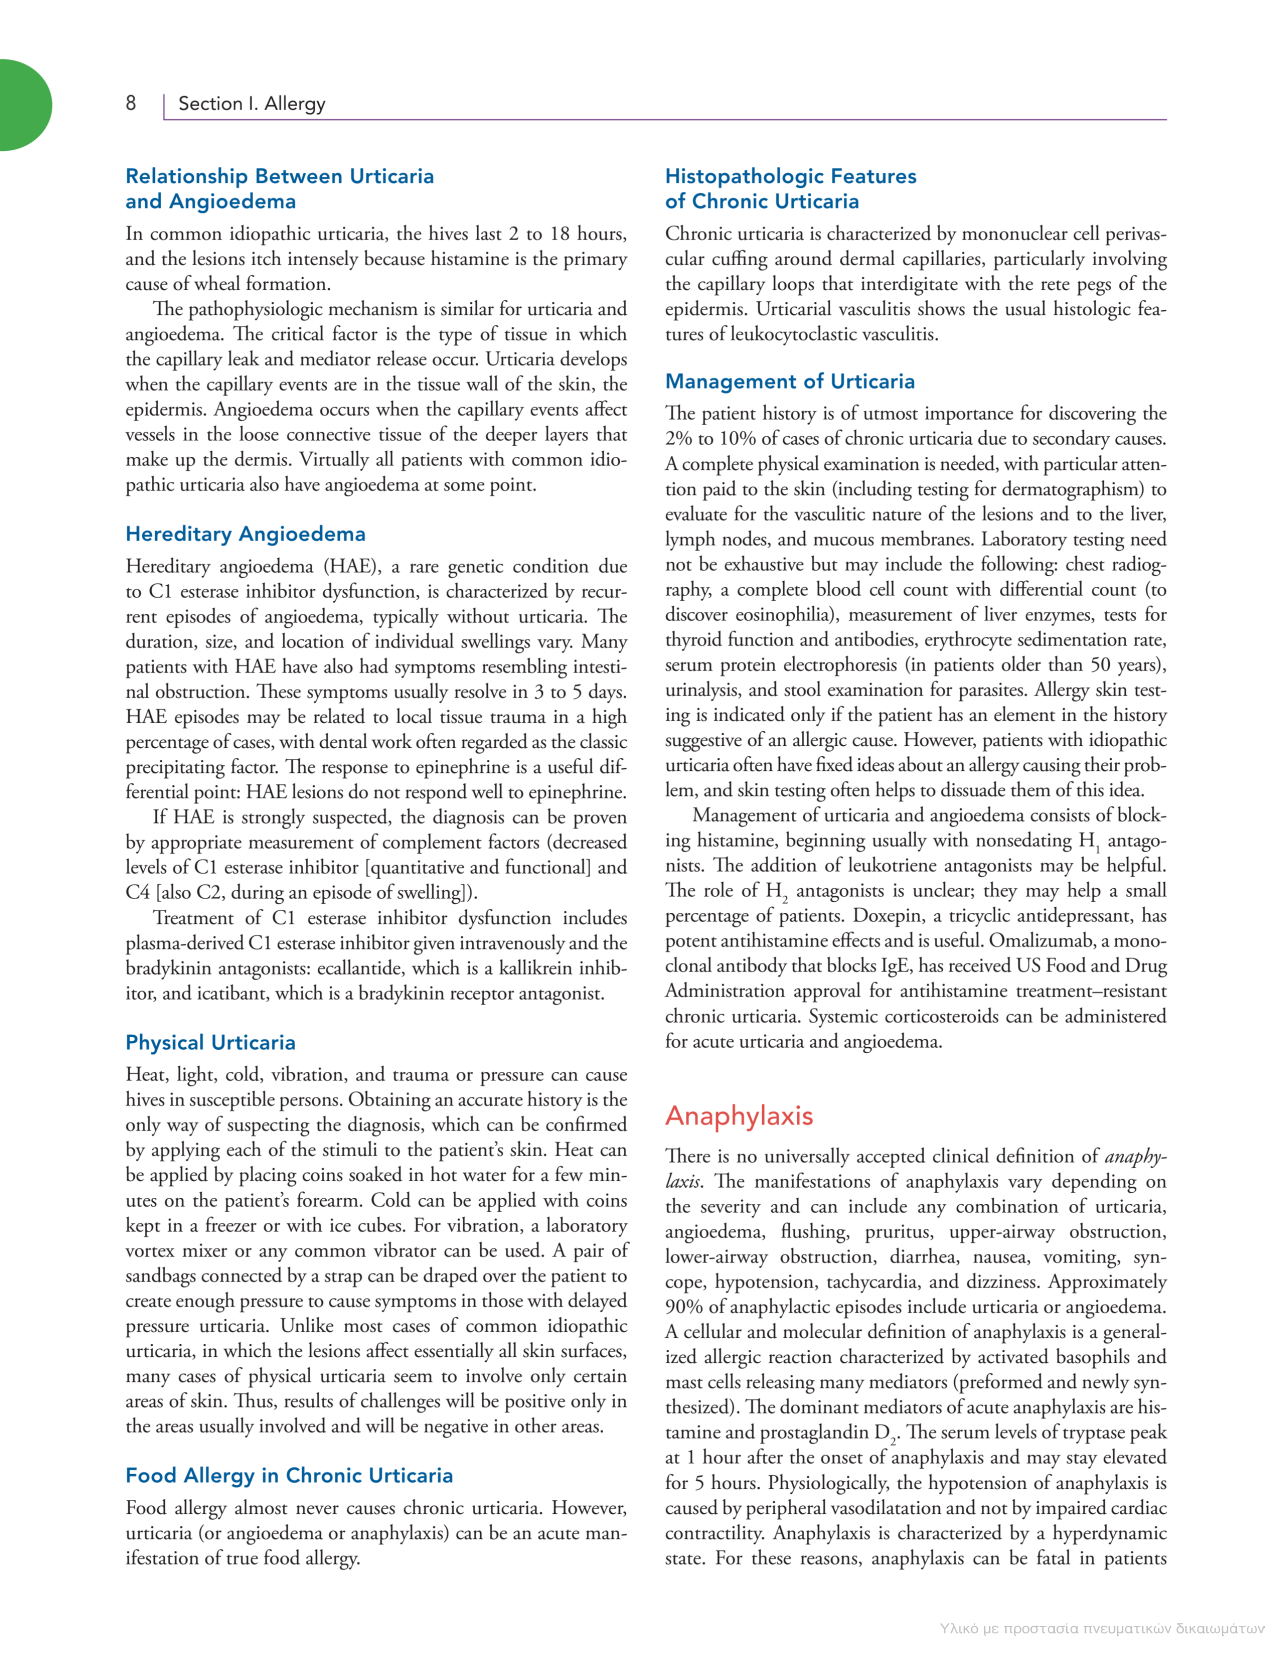 8
Section I. Allergy
Relationship Between Urticaria
and Angioedema
In common idiopathic urticaria, the hives last 2 to 18 hours,
and the lesions itch intensely because histamine is the primary
cause of wheal formation.
The pathophysiologic mechanism is similar for urticaria and
angioedema. The critical factor is the type of tissue in which
the capillary leak and mediator release occur. Urticaria develops
when the capillary events are in the tissue wall of the skin, the
epidermis. Angioedema occurs when the capillary events affect
vessels in the loose connective tissue of the deeper layers that
make up the dermis. Virtually all patients with common idio-
pathic urticaria also have angioedema at some point.
Hereditary Angioedema
Hereditary angioedema (HAE), a rare genetic condition due
to C1 esterase inhibitor dysfunction, is characterized by recur-
rent episodes of angioedema, typically without urticaria. The
duration, size, and location of individual swellings vary. Many
patients with HAE have also had symptoms resembling intesti-
nal obstruction. These symptoms usually resolve in 3 to 5 days.
HAE episodes may be related to local tissue trauma in a high
percentage of cases, with dental work often regarded as the classic
precipitating factor. The response to epinephrine is a useful dif-
ferential point: HAE lesions do not respond well to epinephrine.
If HAE is strongly suspected, the diagnosis can be proven
by appropriate measurement of complement factors (decreased
levels of C1 esterase inhibitor [quantitative and functional] and
C4 [also C2, during an episode of swelling]).
Treatment of C1 esterase inhibitor dysfunction includes
plasma-derived C1 esterase inhibitor given intravenously and the
bradykinin antagonists: ecallantide, which is a kallikrein inhib-
itor, and icatibant, which is a bradykinin receptor antagonist.
Physical Urticaria
Heat, light, cold, vibration, and trauma or pressure can cause
hives in susceptible persons. Obtaining an accurate history is the
only way of suspecting the diagnosis, which can be confirmed
by applying each of the stimuli to the patient's skin. Heat can
be applied by placing coins soaked in hot water for a few min-
utes on the patient's forearm. Cold can be applied with coins
kept in a freezer or with ice cubes. For vibration, a laboratory
vortex mixer or any common vibrator can be used. A pair of
sandbags connected by a strap can be draped over the patient to
create enough pressure to cause symptoms in those with delayed
pressure urticaria. Unlike most cases of common idiopathic
urticaria, in which the lesions affect essentially all skin surfaces,
many cases of physical urticaria seem to involve only certain
areas of skin. Thus, results of challenges will be positive only in
the areas usually involved and will be negative in other areas.
Food Allergy in Chronic Urticaria
Food allergy almost never causes chronic urticaria. However,
urticaria (or angioedema or anaphylaxis) can be an acute man-
ifestation of true food allergy.
Histopathologic Features
of Chronic Urticaria
Chronic urticaria is characterized by mononuclear cell perivas-
cular cuffing around dermal capillaries, particularly involving
the capillary loops that interdigitate with the rete pegs of the
epidermis. Urticarial vasculitis shows the usual histologic fea-
tures of leukocytoclastic vasculitis.
Management of Urticaria
The patient history is of utmost importance for discovering the
2% to 10% of cases of chronic urticaria due to secondary causes.
A complete physical examination is needed, with particular atten-
tion paid to the skin (including testing for dermatographism) to
evaluate for the vasculitic nature of the lesions and to the liver,
lymph nodes, and mucous membranes. Laboratory testing need
not be exhaustive but may include the following: chest radiog-
raphy, a complete blood cell count with differential count (to
discover eosinophilia), measurement of liver enzymes, tests for
thyroid function and antibodies, erythrocyte sedimentation rate,
serum protein electrophoresis (in patients older than 50 years),
urinalysis, and stool examination for parasites. Allergy skin test-
ing is indicated only if the patient has an element in the history
suggestive of an allergic cause. However, patients with idiopathic
urticaria often have fixed ideas about an allergy causing their prob-
lem, and skin testing often helps to dissuade them of this idea.
Management of urticaria and angioedema consists of block-
ing histamine, beginning usually with nonsedating H₁ antago-
nists. The addition of leukotriene antagonists may be helpful.
The role of H₂ antagonists is unclear; they may help a small
percentage of patients. Doxepin, a tricyclic antidepressant, has
potent antihistamine effects and is useful. Omalizumab, a mono-
clonal antibody that blocks IgE, has received US Food and Drug
Administration approval for antihistamine treatment–resistant
chronic urticaria. Systemic corticosteroids can be administered
for acute urticaria and angioedema.
Anaphylaxis
There is no universally accepted clinical definition of anaphy-
laxis. The manifestations of anaphylaxis vary depending on
the severity and can include any combination of urticaria,
angioedema, flushing, pruritus, upper-airway obstruction,
lower-airway obstruction, diarrhea, nausea, vomiting, syn-
cope, hypotension, tachycardia, and dizziness. Approximately
90% of anaphylactic episodes include urticaria or angioedema.
A cellular and molecular definition of anaphylaxis is a general-
ized allergic reaction characterized by activated basophils and
mast cells releasing many mediators (preformed and newly syn-
thesized). The dominant mediators of acute anaphylaxis are his-
tamine and prostaglandin D₂. The serum levels of tryptase peak
at 1 hour after the onset of anaphylaxis and may stay elevated
for 5 hours. Physiologically, the hypotension of anaphylaxis is
caused by peripheral vasodilatation and not by impaired cardiac
contractility. Anaphylaxis is characterized by a hyperdynamic
state. For these reasons, anaphylaxis can be fatal in patients
Υλικό με προστασία πνευματικών δικαιωμάτων